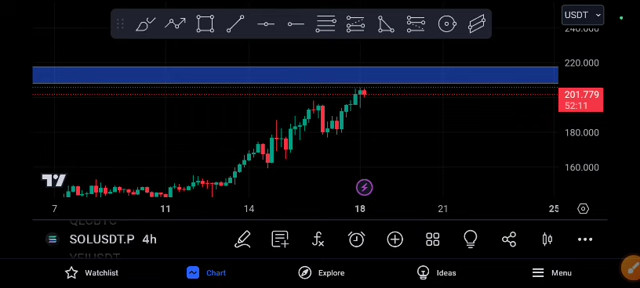 USDT
240.000
220.000
201.779
52:11
180.000
160.000
7 11 14 18 21 25
SOLUSDT.P 4h
Watchlist Chart Explore Ideas Menu